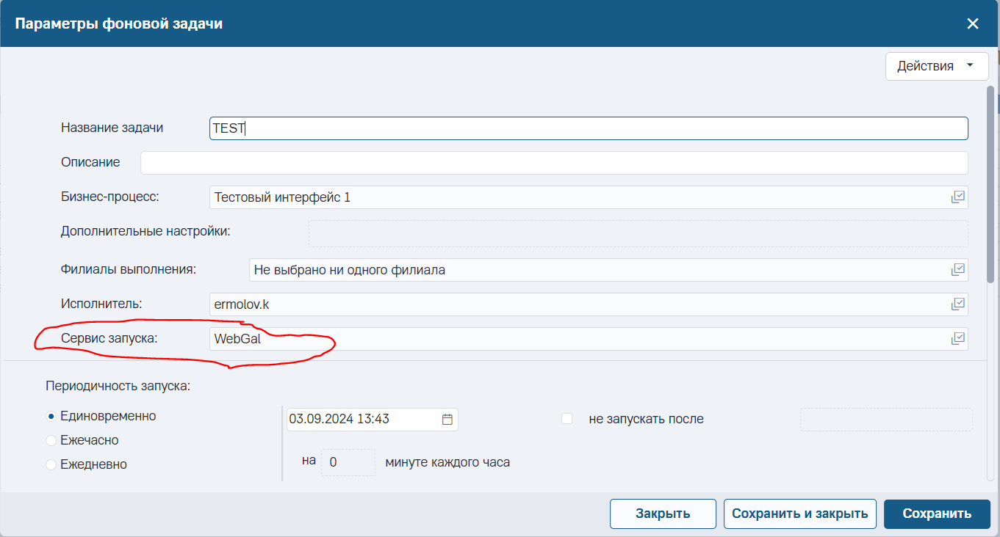 Параметры фоновой задачи
Действия
Название задачи TEST
Описание
Бизнес-процесс: Тестовый интерфейс 1
Дополнительные настройки:
Филиалы выполнения: Не выбрано ни одного филиала
Исполнитель: ermolov.k
Сервис запуска: WebGal
Периодичность запуска:
Единовременно 03.09.2024 13:43 не запускать после
Ежечасно
на 0 минуте каждого часа
Ежедневно
Закрыть Сохранить и закрыть Сохранить